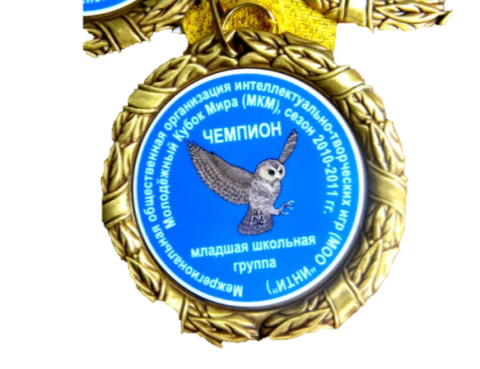 Межрегиональная общественная организация интеллектуально-творческих игр (МОО "ИНТИ")
Молодёжный Кубок Мира (МКМ), сезон 2010-2011 гг.
ЧЕМПИОН
младшая школьная
группа